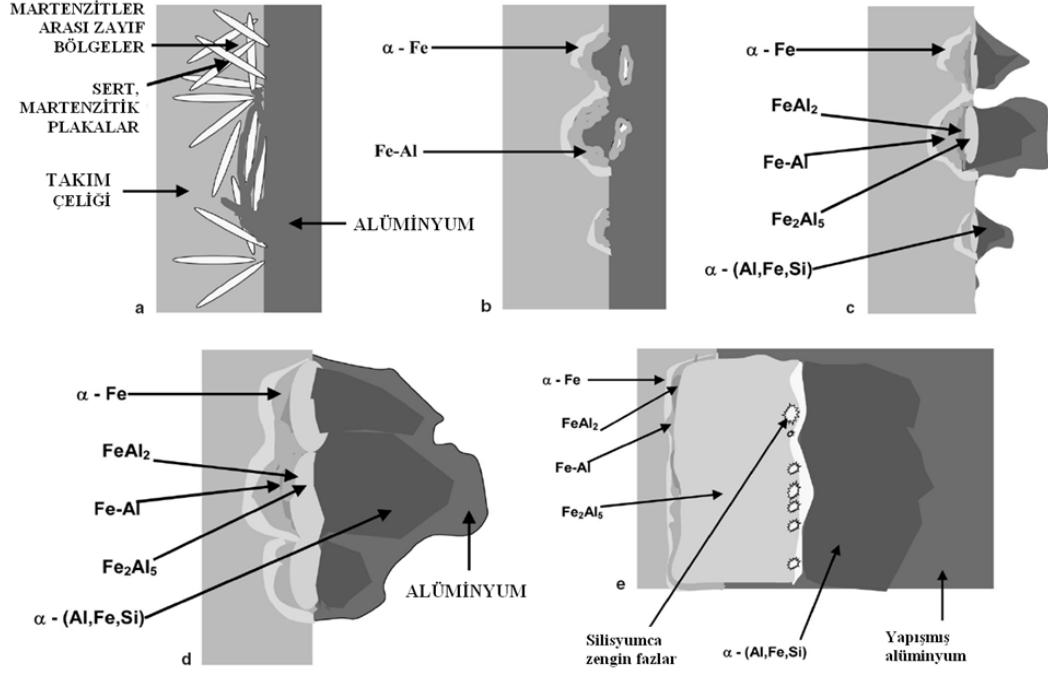 MARTENZİTLER
ARASI ZAYIF
BÖLGELER
SERT,
MARTENZİTİK
PLAKALAR
TAKIM
ÇELİĞİ
ALÜMİNYUM
a
α - Fe
Fe-Al
b
α - Fe
FeAl₂
Fe-Al
Fe₂Al₅
α - (Al,Fe,Si)
c
α - Fe
FeAl₂
Fe-Al
Fe₂Al₅
α - (Al,Fe,Si)
ALÜMİNYUM
d
α - Fe
FeAl₂
Fe-Al
Fe₂Al₅
e
Silisyumca
zengin fazlar
α - (Al,Fe,Si)
Yapışmış
alüminyum